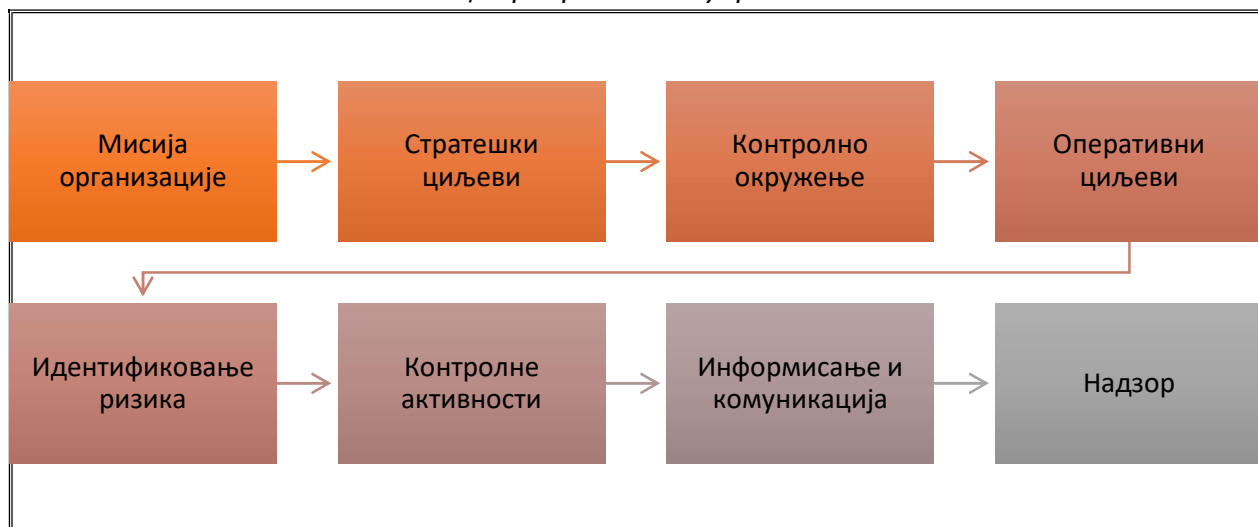 Мисија
организације
Стратешки
циљеви
Контролно
окружење
Оперативни
циљеви
Идентификовање
ризика
Контролне
активности
Информисање и
комуникација
Надзор